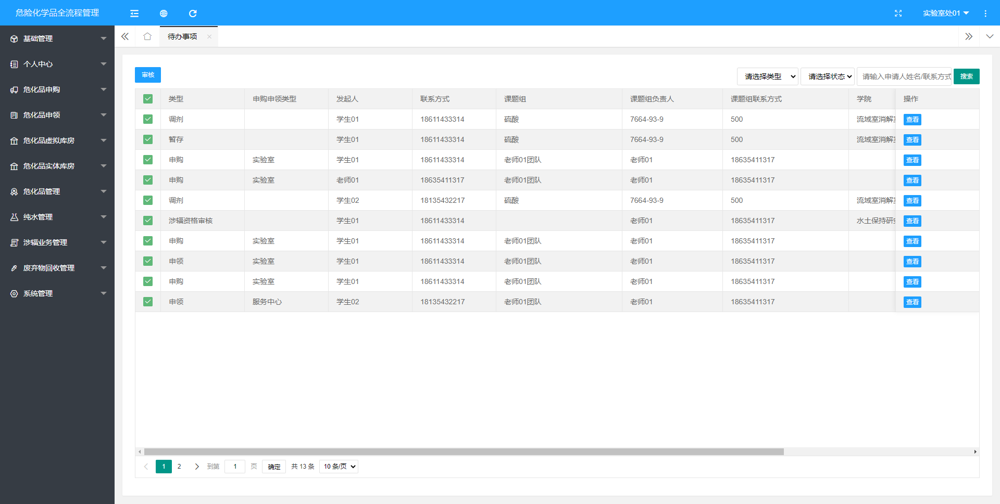 危险化学品全流程管理
实验室处01
基础管理
个人中心
危化品申购
危化品申领
危化品虚拟库房
危化品实体库房
危化品管理
纯水管理
涉辐业务管理
废弃物回收管理
系统管理
待办事项
审核
请选择类型 请选择状态 请输入申请人姓名/联系方式 搜索
类型 申购申领类型 发起人 联系方式 课题组 课题组负责人 课题组联系方式 学院 操作
调剂 学生01 18611433314 硫酸 7664-93-9 500 流域室消解 查看
暂存 学生01 18611433314 硫酸 7664-93-9 500 流域室消解 查看
申购 实验室 学生01 18611433314 老师01团队 老师01 18635411317 查看
申购 实验室 老师01 18635411317 老师01团队 老师01 18635411317 查看
调剂 学生02 18135432217 硫酸 7664-93-9 500 流域室消解 查看
涉辐资格审核 学生01 18611433314 老师01 18635411317 水土保持研 查看
申购 实验室 学生01 18611433314 老师01团队 老师01 18635411317 查看
申领 实验室 学生01 18611433314 老师01团队 老师01 18635411317 查看
申购 实验室 学生01 18611433314 老师01团队 老师01 18635411317 查看
申领 服务中心 学生02 18135432217 老师01团队 老师01 18635411317 查看
1 2 到第 1 页 确定 共 13 条 10 条/页